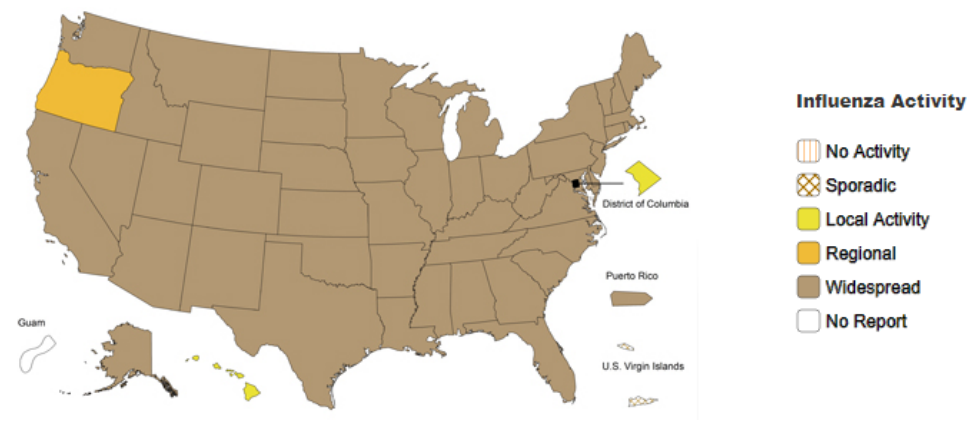 Influenza Activity
No Activity
Sporadic
Local Activity
Regional
Widespread
No Report
District of Columbia
Puerto Rico
Guam
U.S. Virgin Islands